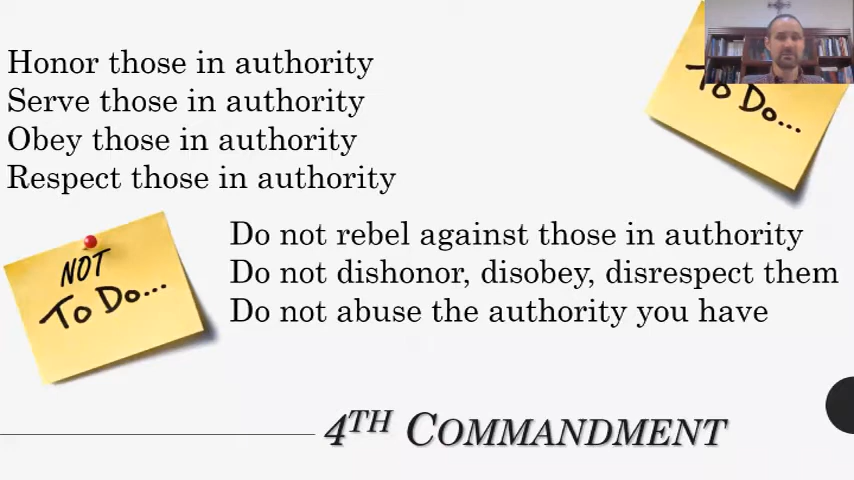 Honor those in authority
Serve those in authority
Obey those in authority
Respect those in authority
To Do...
Do not rebel against those in authority
Do not dishonor, disobey, disrespect them
Do not abuse the authority you have
NOT
To Do...
4TH COMMANDMENT